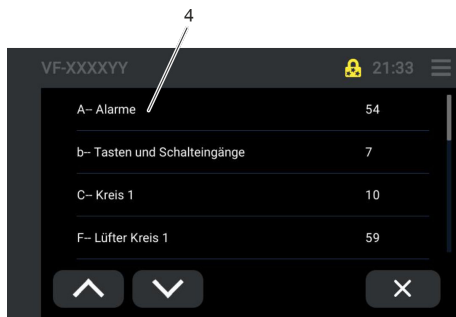 4
VF-XXXXYY 21:33
A-- Alarme 54
b-- Tasten und Schalteingänge 7
C-- Kreis 1 10
F-- Lüfter Kreis 1 59